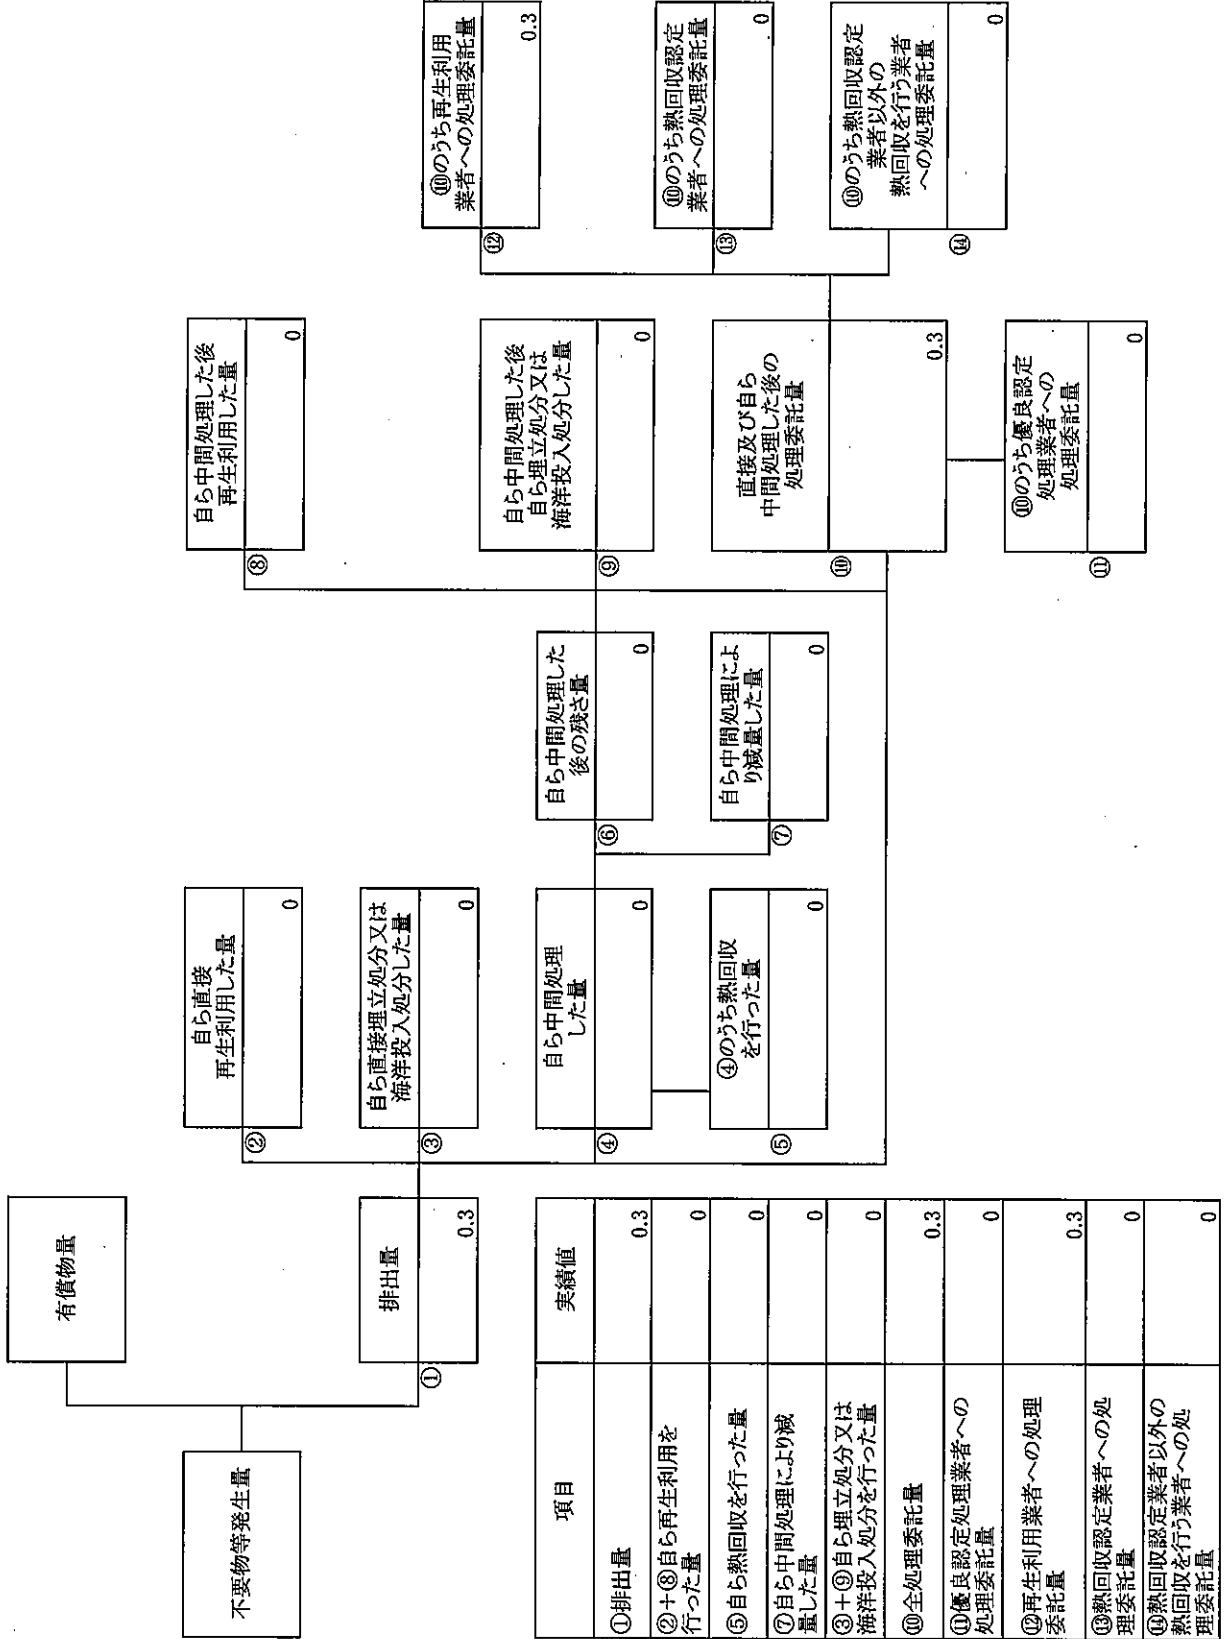 不要物等発生量
有償物量
排出量
①
0.3
自ら直接
再生利用した量
②
0
自ら直接埋立処分又は
海洋投入処分した量
③
0
自ら中間処理
した量
④
0
④のうち熱回収
を行った量
⑤
0
自ら中間処理した
後の残さ量
⑥
0
自ら中間処理によ
り減量した量
⑦
0
自ら中間処理した後
再生利用した量
⑧
0
自ら中間処理した後
自ら埋立処分又は
海洋投入処分した量
⑨
0
直接及び自ら
中間処理した後の
処理委託量
⑩
0.3
⑩のうち優良認定
処理業者への
処理委託量
⑪
0
⑩のうち再生利用
業者への処理委託量
⑫
0.3
⑩のうち熱回収認定
業者への処理委託量
⑬
0
⑩のうち熱回収認定
業者以外の
熱回収を行う業者
への処理委託量
⑭
0
項目 実績値
①排出量 0.3
②+⑧自ら再生利用を
行った量 0
⑤自ら熱回収を行った量 0
⑦自ら中間処理により減
量した量 0
③+⑨自ら埋立処分又は
海洋投入処分を行った量 0
⑩全処理委託量 0.3
⑪優良認定処理業者への
処理委託量 0
⑫再生利用業者への処理
委託量 0.3
⑬熱回収認定業者への処
理委託量 0
⑭熱回収認定業者以外の
熱回収を行う業者への処
理委託量 0